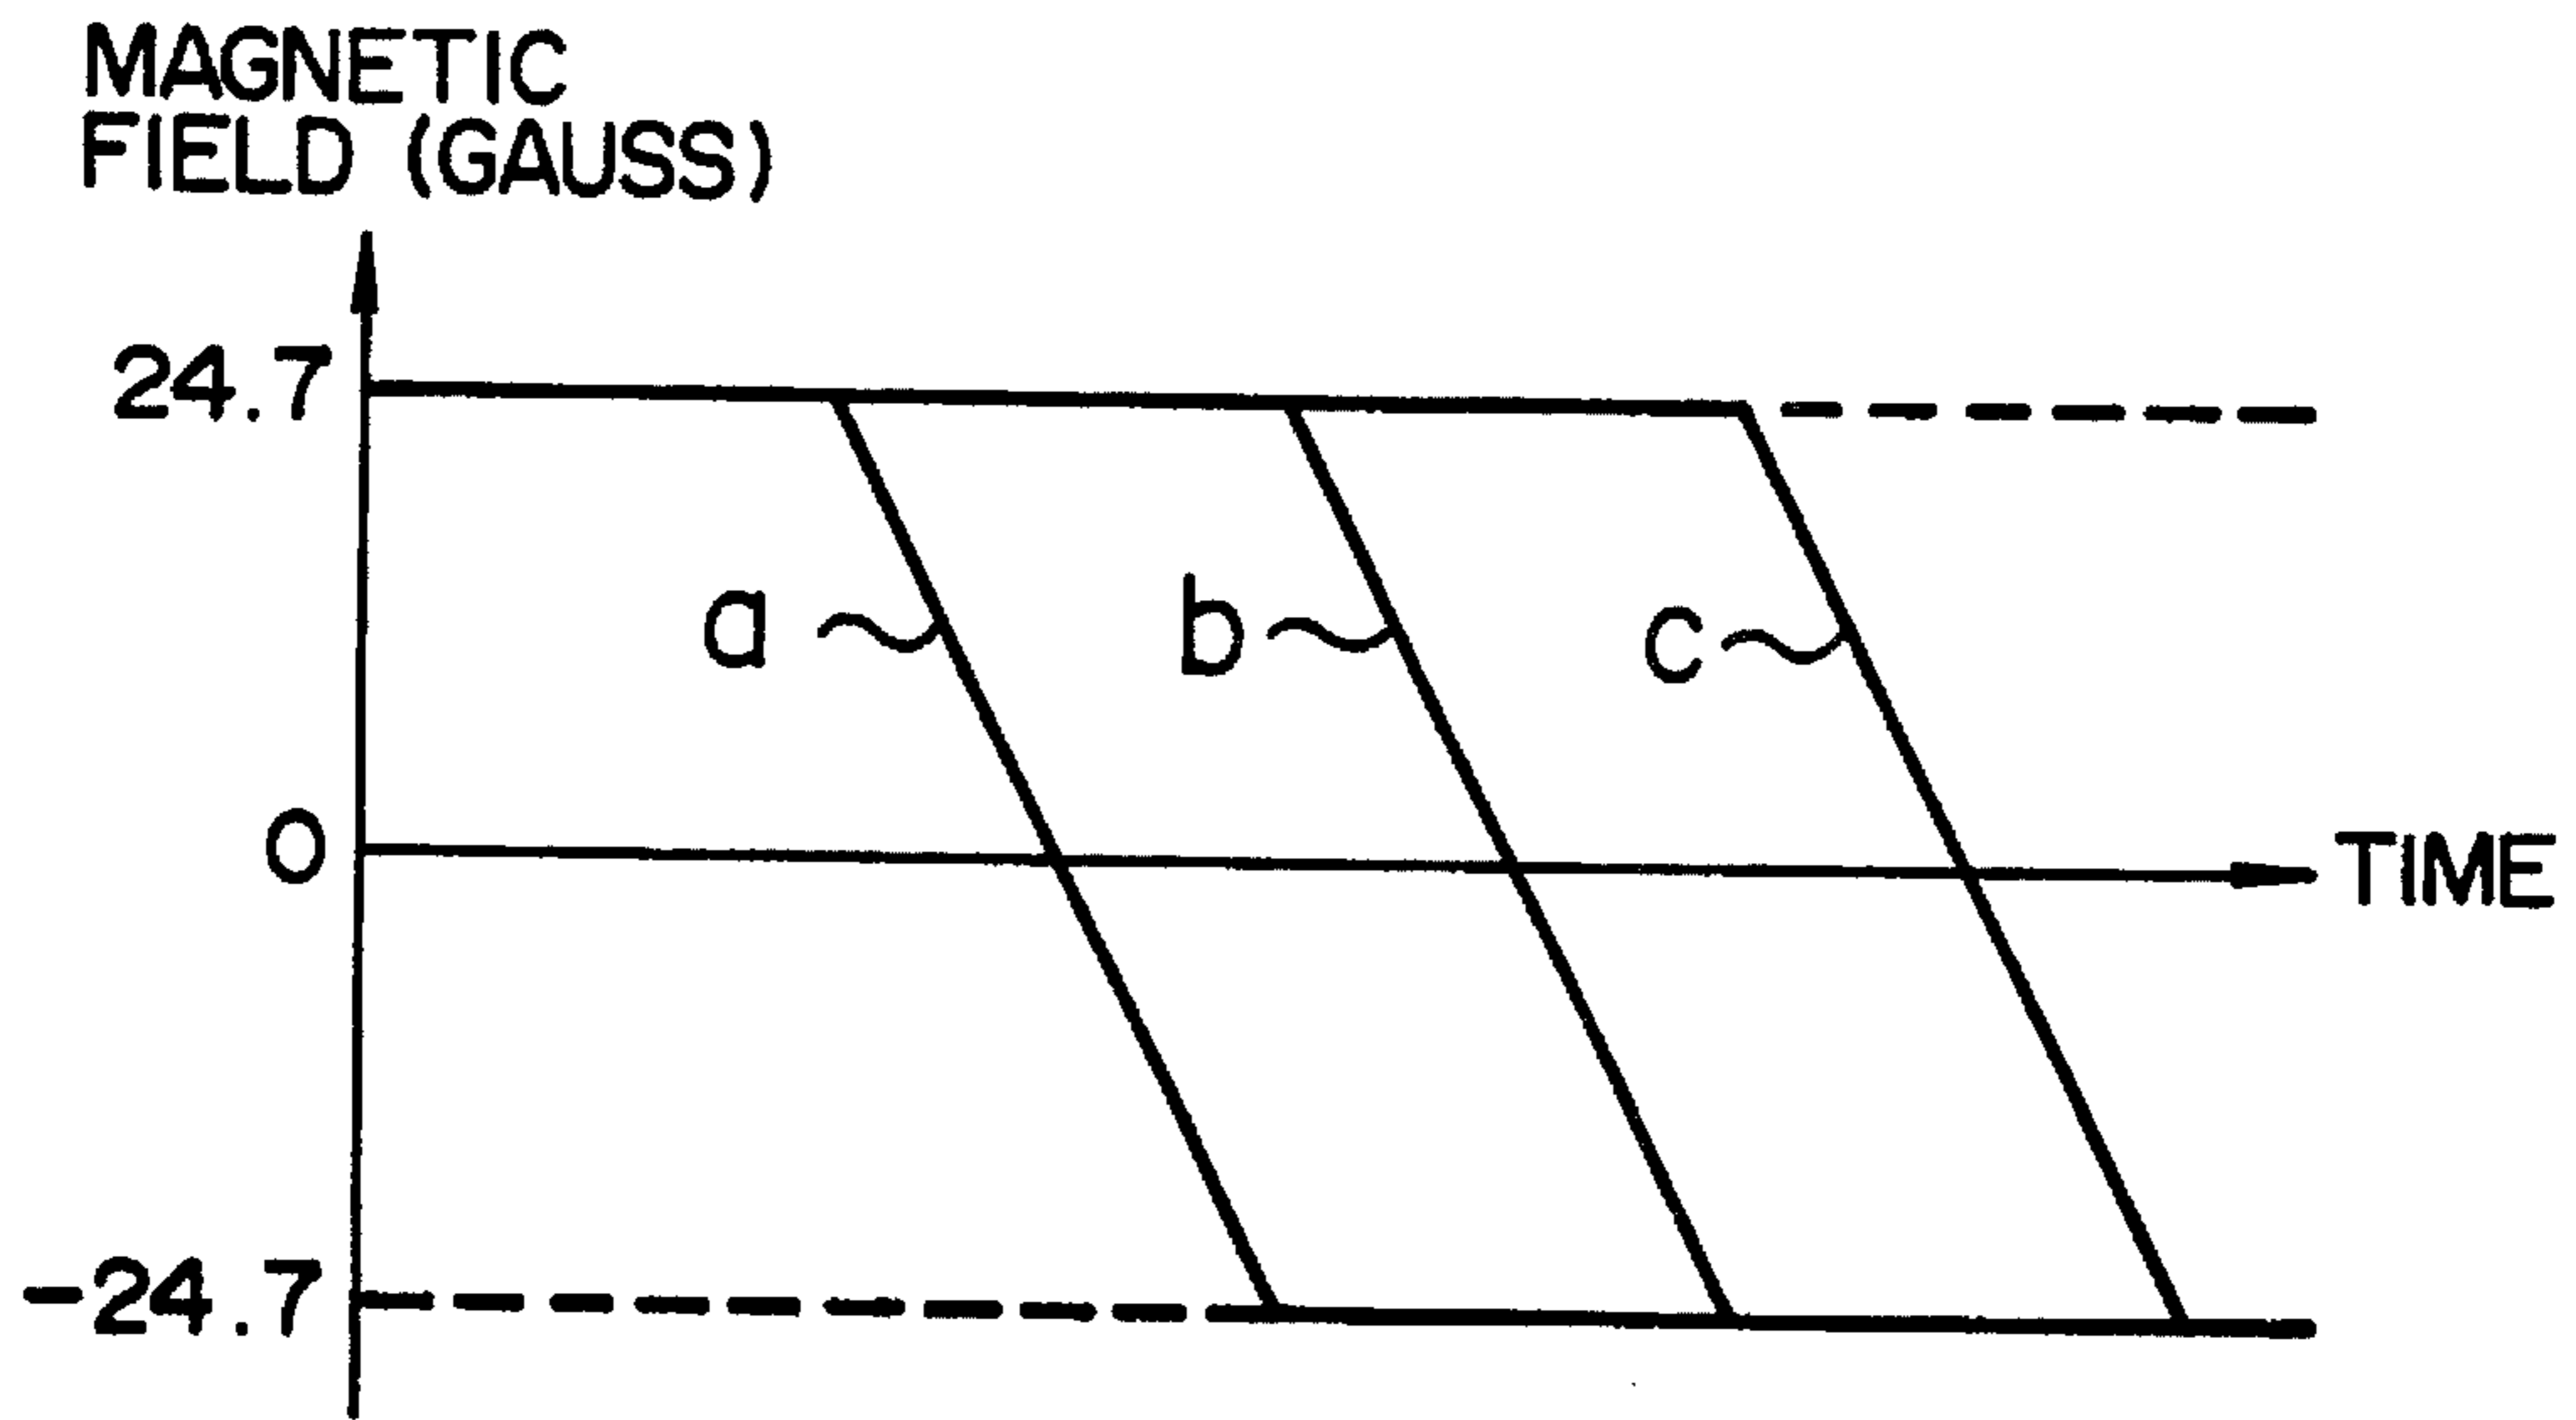 MAGNETIC
FIELD (GAUSS)
24.7
a
b
c
0
TIME
-24.7